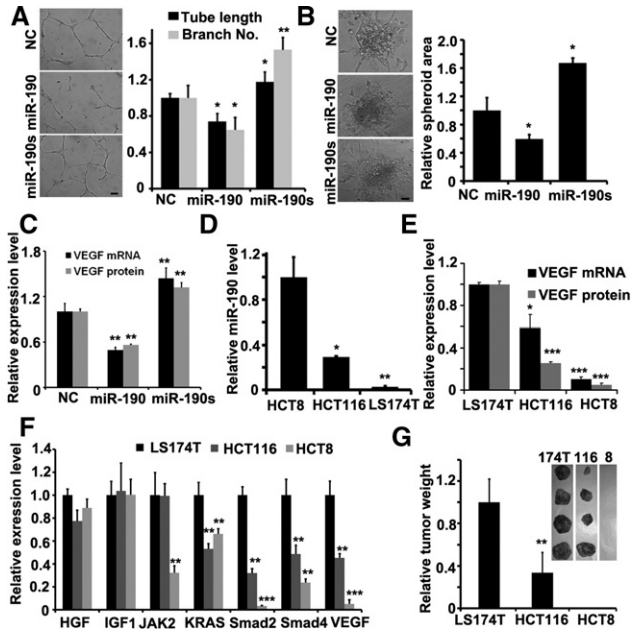 A
NC
miR-190
miR-190s
Tube length
Branch No.
1.6
1.2
0.8
0.4
0
*
*
*
**
NC
miR-190
miR-190s
B
NC
miR-190
miR-190s
Relative spheroid area
2.0
1.6
1.2
0.8
0.4
0
*
*
NC
miR-190
miR-190s
C
Relative expression level
1.8
1.2
0.6
0
VEGF mRNA
VEGF protein
**
**
**
**
NC
miR-190
miR-190s
D
Relative miR-190 level
1.2
0.8
0.4
0
*
**
HCT8
HCT116
LS174T
E
Relative expression level
1.2
0.8
0.4
0
VEGF mRNA
VEGF protein
*
***
***
***
LS174T
HCT116
HCT8
F
Relative exression level
LS174T
HCT116
HCT8
1.4
1.2
1.0
0.8
0.6
0.4
0.2
0
**
**
**
**
***
**
**
**
***
HGF
IGF1
JAK2
KRAS
Smad2
Smad4
VEGF
G
Relative tumor weight
1.5
1.0
0.5
0
**
174T 116 8
LS174T
HCT116
HCT8